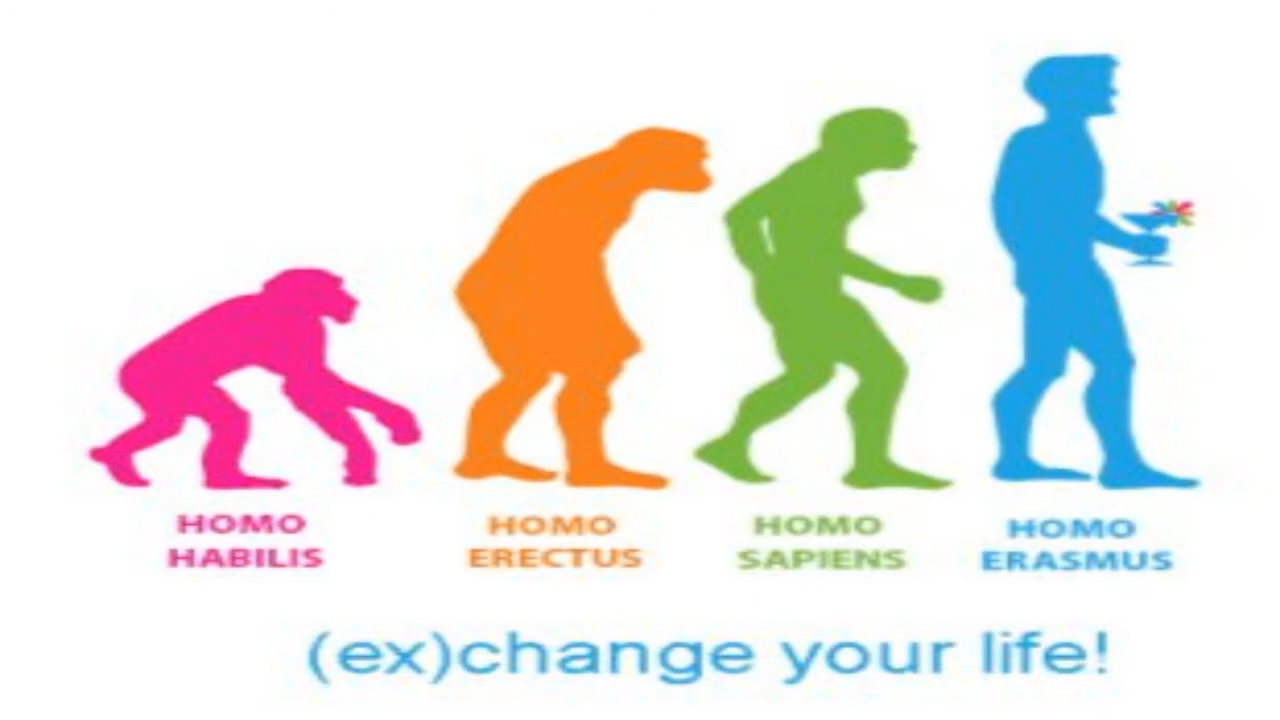 HOMO
HABILIS
HOMO
ERECTUS
HOMO
SAPIENS
HOMO
ERASMUS
(ex)change your life!